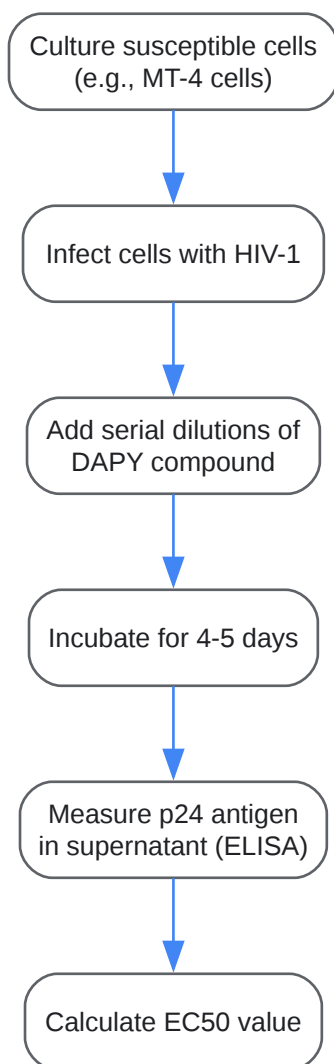 Culture susceptible cells
(e.g., MT-4 cells)
Infect cells with HIV-1
Add serial dilutions of
DAPY compound
Incubate for 4-5 days
Measure p24 antigen
in supernatant (ELISA)
Calculate EC50 value